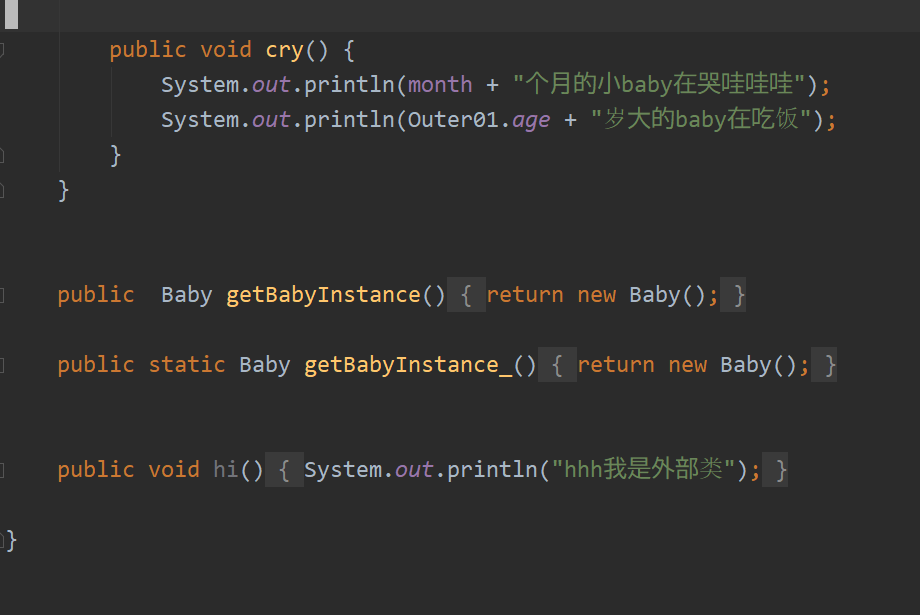 public void cry() {
System.out.println(month + "个月的小baby在哭哇哇哇");
System.out.println(Outer01.age + "岁大的baby在吃饭");
}
}
public  Baby getBabyInstance() { return new Baby(); }
public static Baby getBabyInstance_() { return new Baby(); }
public void hi() { System.out.println("hhh我是外部类"); }
}